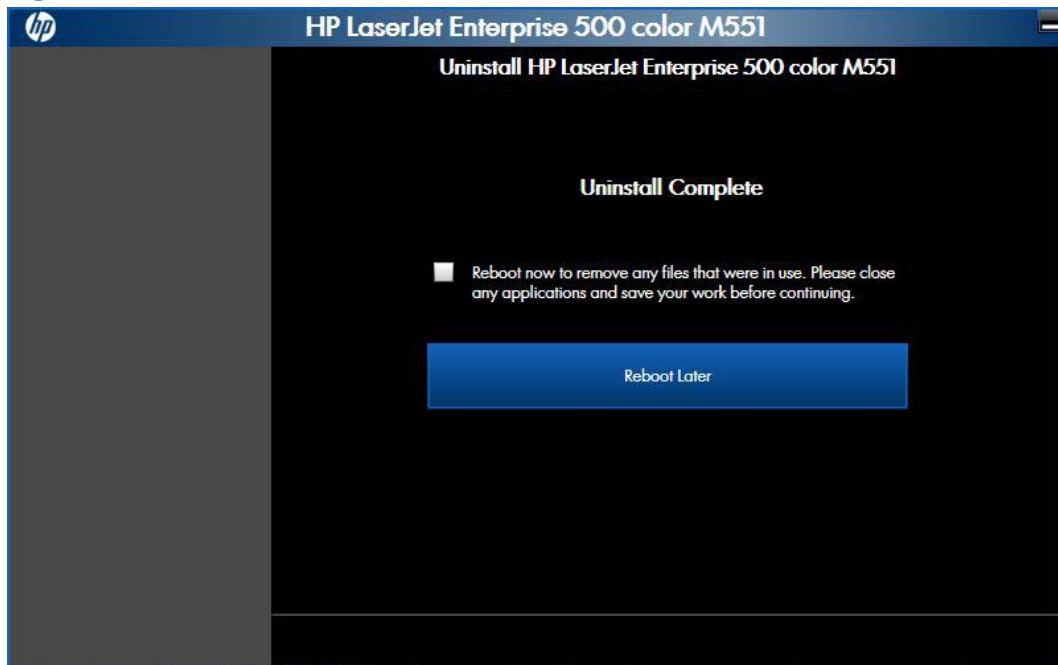 hp
HP LaserJet Enterprise 500 color M551
Uninstall HP LaserJet Enterprise 500 color M551
Uninstall Complete
Reboot now to remove any files that were in use. Please close
any applications and save your work before continuing.
Reboot Later